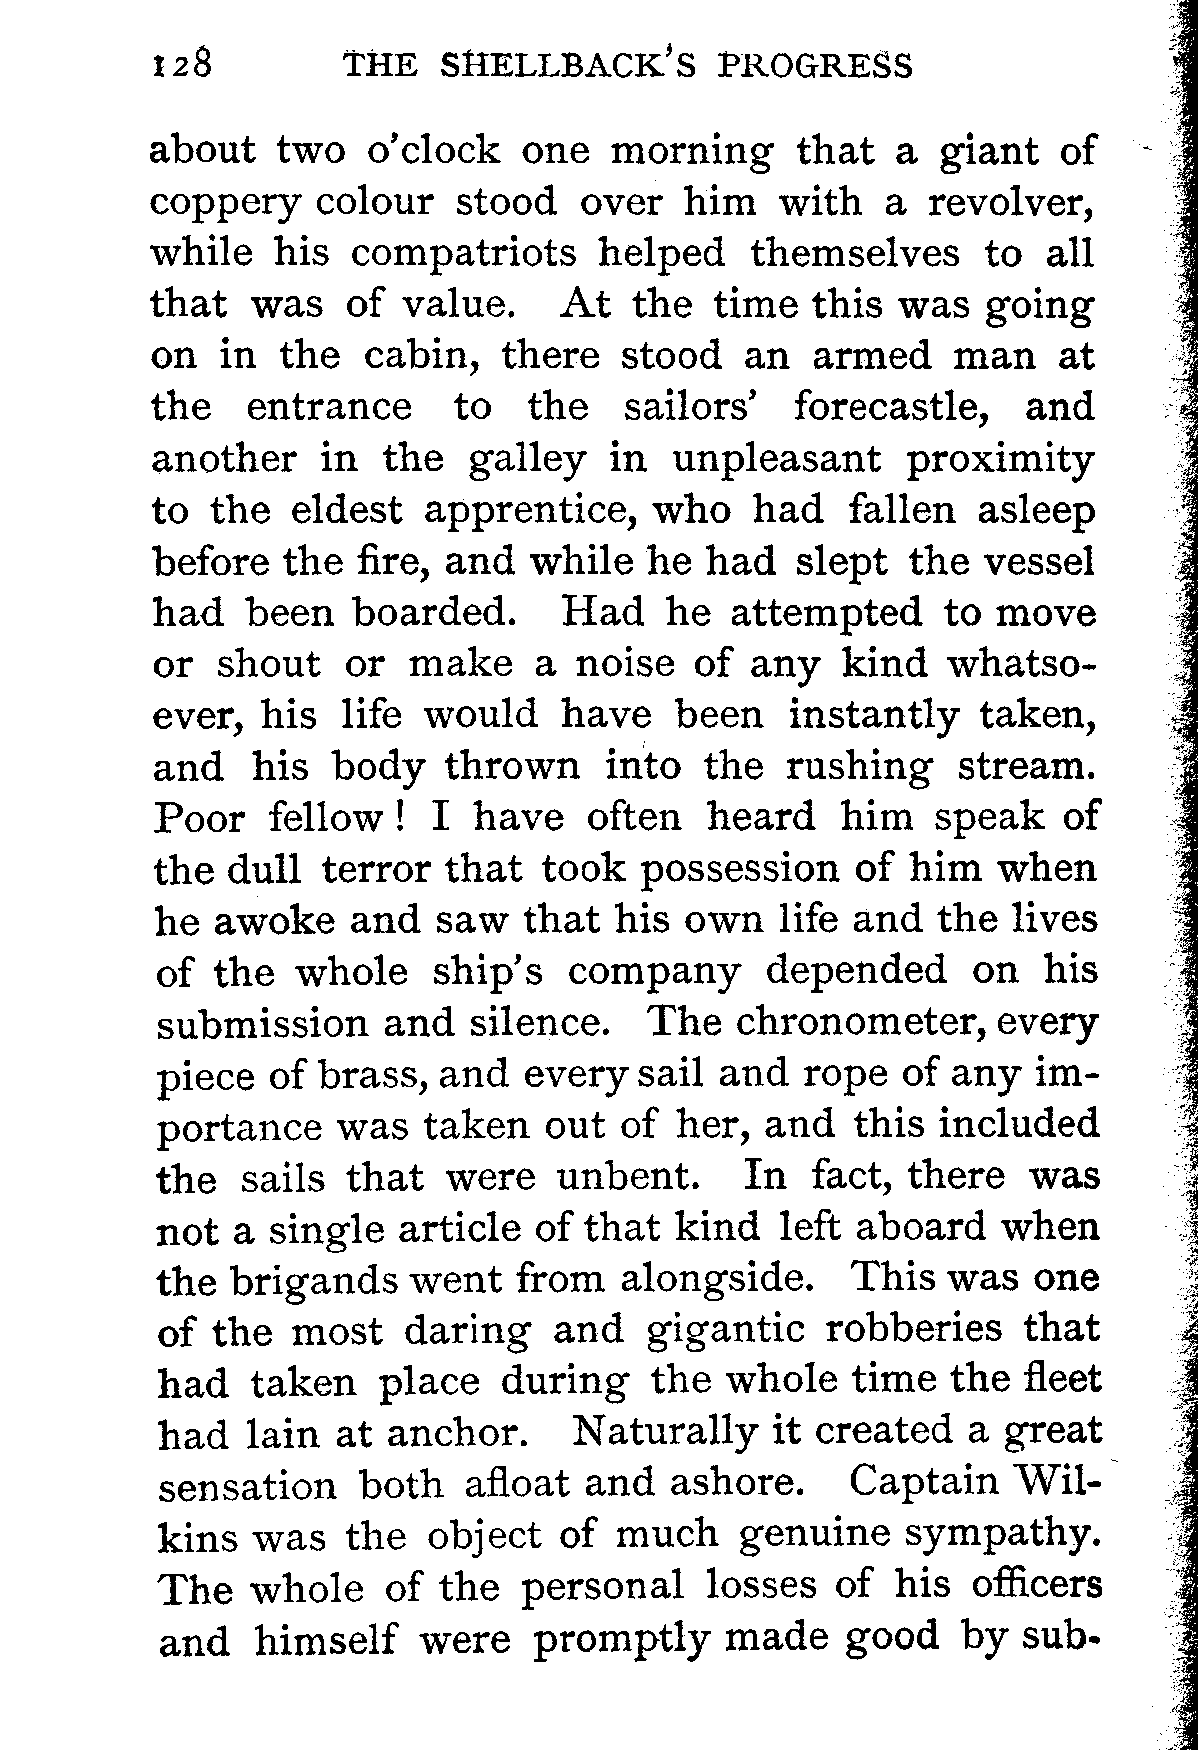 128 THE SHELLBACK'S PROGRESS
about two o'clock one morning that a giant of
coppery colour stood over him with a revolver,
while his compatriots helped themselves to all
that was of value. At the time this was going
on in the cabin, there stood an armed man at
the entrance to the sailors' forecastle, and
another in the galley in unpleasant proximity
to the eldest apprentice, who had fallen asleep
before the fire, and while he had slept the vessel
had been boarded. Had he attempted to move
or shout or make a noise of any kind whatso-
ever, his life would have been instantly taken,
and his body thrown into the rushing stream.
Poor fellow! I have often heard him speak of
the dull terror that took possession of him when
he awoke and saw that his own life and the lives
of the whole ship's company depended on his
submission and silence. The chronometer, every
piece of brass, and every sail and rope of any im-
portance was taken out of her, and this included
the sails that were unbent. In fact, there was
not a single article of that kind left aboard when
the brigands went from alongside. This was one
of the most daring and gigantic robberies that
had taken place during the whole time the fleet
had lain at anchor. Naturally it created a great
sensation both afloat and ashore. Captain Wil-
kins was the object of much genuine sympathy.
The whole of the personal losses of his officers
and himself were promptly made good by sub-